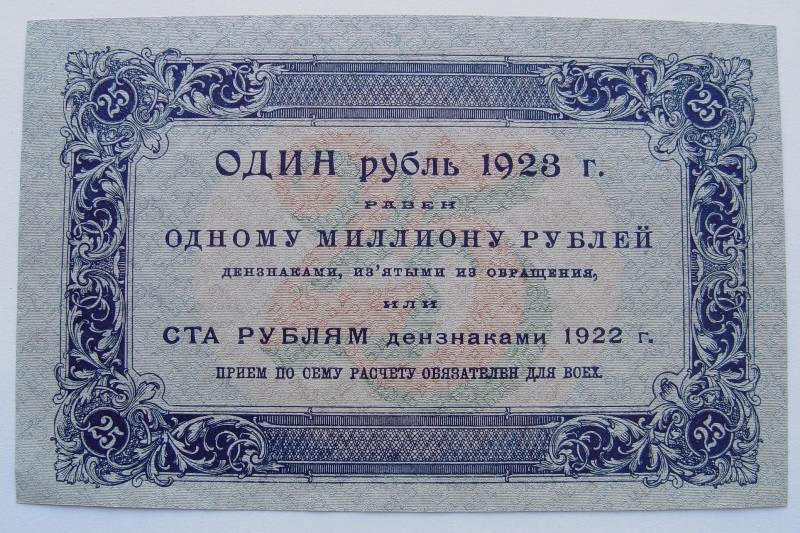 25 25
ОДИН рубль 1923 г.
РАВЕН
ОДНОМУ МИЛЛИОНУ РУБЛЕЙ
ДЕНЗНАКАМИ, ИЗ’ЯТЫМИ ИЗ ОБРАЩЕНИЯ,
ИЛИ
СТА РУБЛЯМ дензнаками 1922 г.
ПРИЕМ ПО СЕМУ РАСЧЕТУ ОБЯЗАТЕЛЕН ДЛЯ ВСЕХ.
25 25